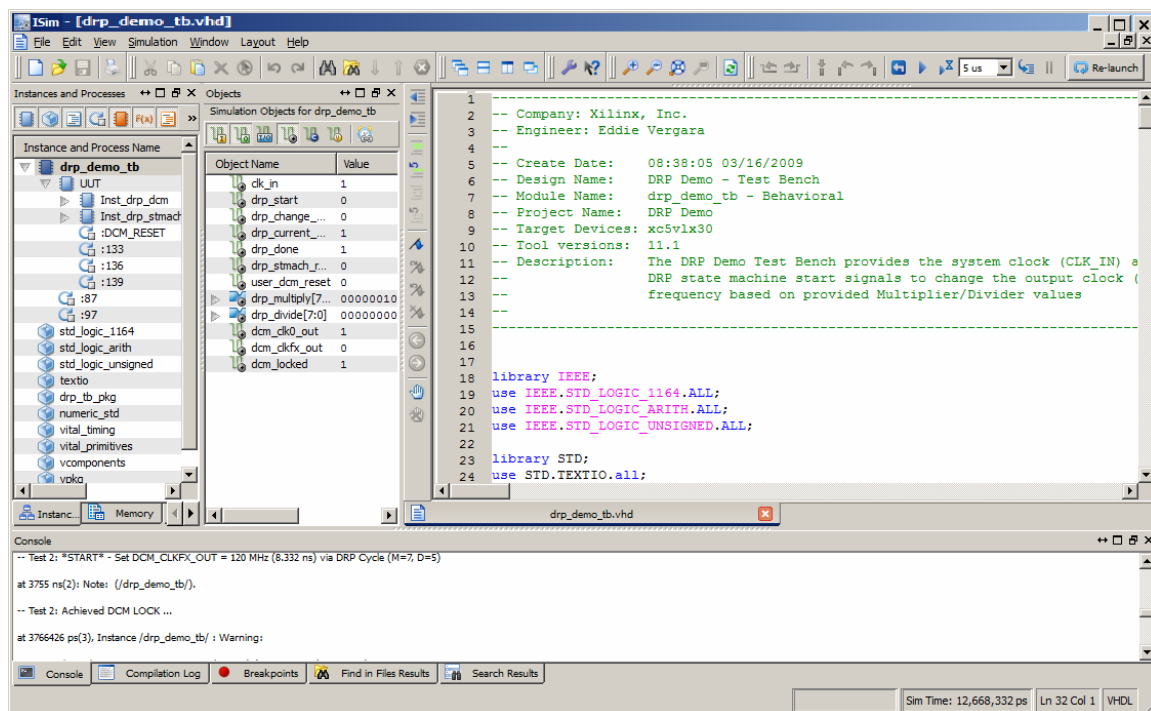 ISim - [drp_demo_tb.vhd]
File Edit View Simulation Window Layout Help
5 us
Re-launch
Instances and Processes
Instance and Process Name
drp_demo_tb
UUT
Inst_drp_dcm
Inst_drp_stmach
:DCM_RESET
:133
:136
:139
:87
:97
std_logic_1164
std_logic_arith
std_logic_unsigned
textio
drp_tb_pkg
numeric_std
vital_timing
vital_primitives
vcomponents
vpkg
Instanc...
Memory
Objects
Simulation Objects for drp_demo_tb
Object Name Value
clk_in 1
drp_start 0
drp_change_... 0
drp_current_... 1
drp_done 1
drp_stmach_r... 0
user_dcm_reset 0
drp_multiply[7... 00000010
drp_divide[7:0] 00000000
dcm_clk0_out 1
dcm_clkfx_out 0
dcm_locked 1
1 --------------------------------------------------------------------------------
2 -- Company: Xilinx, Inc.
3 -- Engineer: Eddie Vergara
4 --
5 -- Create Date: 08:38:05 03/16/2009
6 -- Design Name: DRP Demo - Test Bench
7 -- Module Name: drp_demo_tb - Behavioral
8 -- Project Name: DRP Demo
9 -- Target Devices: xc5vlx30
10 -- Tool versions: 11.1
11 -- Description: The DRP Demo Test Bench provides the system clock (CLK_IN) a
12 -- DRP state machine start signals to change the output clock (
13 -- frequency based on provided Multiplier/Divider values
14 --
15 --------------------------------------------------------------------------------
16
17
18 library IEEE;
19 use IEEE.STD_LOGIC_1164.ALL;
20 use IEEE.STD_LOGIC_ARITH.ALL;
21 use IEEE.STD_LOGIC_UNSIGNED.ALL;
22
23 library STD;
24 use STD.TEXTIO.all;
drp_demo_tb.vhd
Console
-- Test 2: *START* - Set DCM_CLKFX_OUT = 120 MHz (8.332 ns) via DRP Cycle (M=7, D=5)
at 3755 ns(2): Note: (/drp_demo_tb/).
-- Test 2: Achieved DCM LOCK ...
at 3766426 ps(3), Instance /drp_demo_tb/ : Warning:
Console Compilation Log Breakpoints Find in Files Results Search Results
Sim Time: 12,668,332 ps Ln 32 Col 1 VHDL